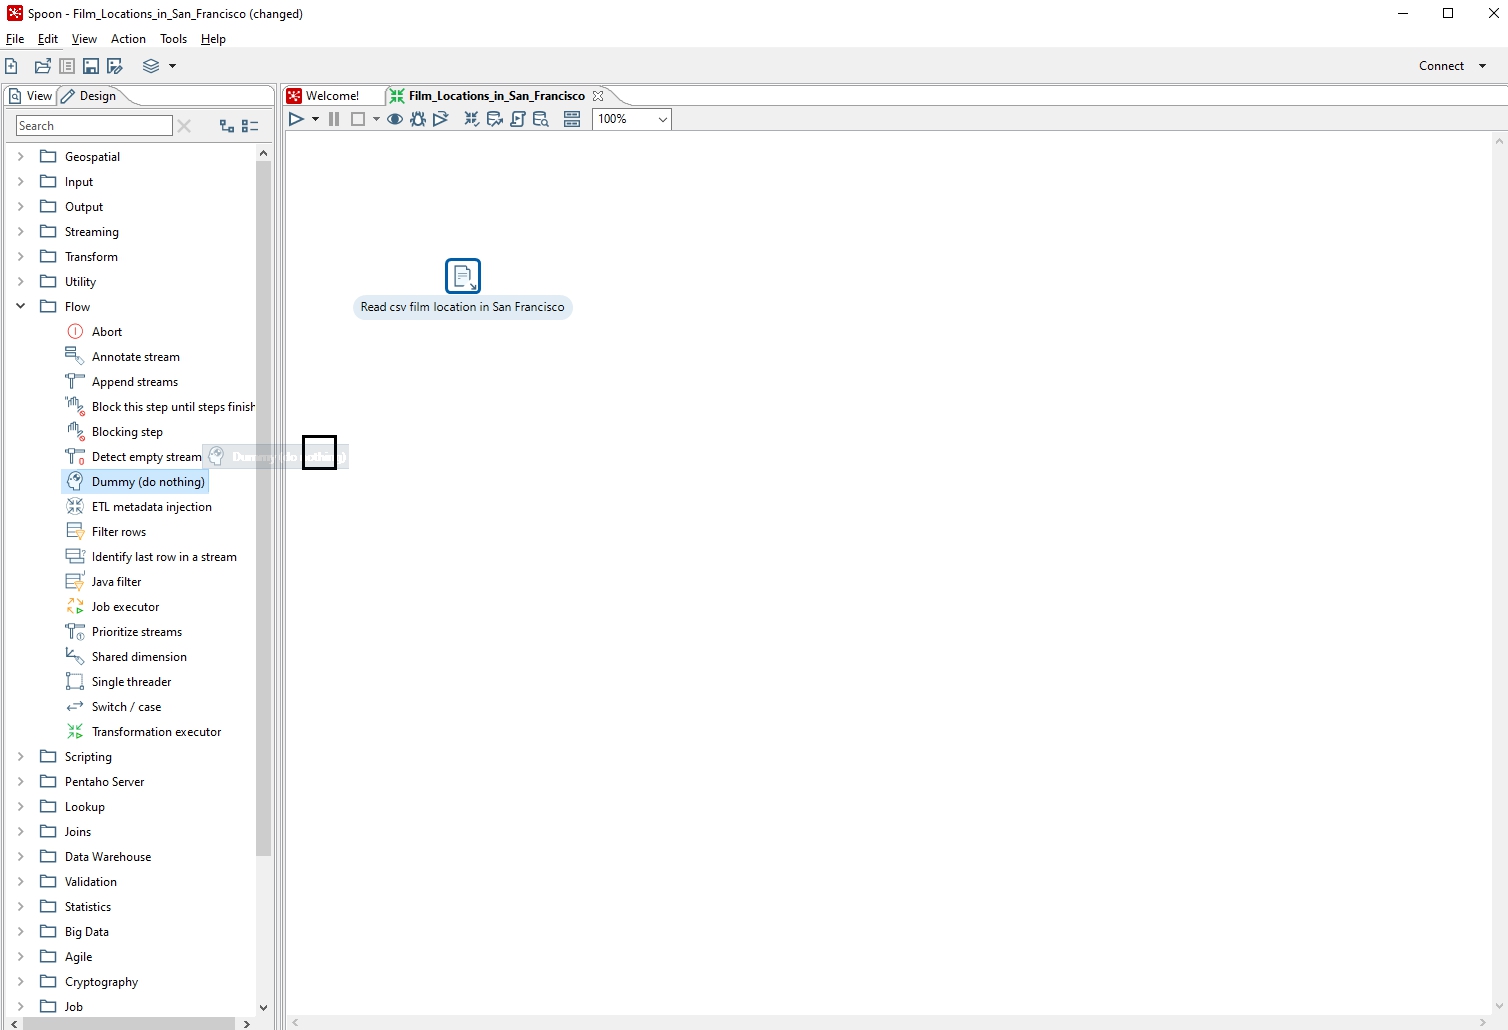 Spoon - Film_Locations_in_San_Francisco (changed)
File Edit View Action Tools Help
Connect
View Design
Welcome! Film_Locations_in_San_Francisco
Search
100%
Geospatial
Input
Output
Streaming
Transform
Utility
Flow
Abort
Annotate stream
Append streams
Block this step until steps finish
Blocking step
Detect empty stream
Dummy (do nothing)
Dummy (do nothing)
ETL metadata injection
Filter rows
Identify last row in a stream
Java filter
Job executor
Prioritize streams
Shared dimension
Single threader
Switch / case
Transformation executor
Scripting
Pentaho Server
Lookup
Joins
Data Warehouse
Validation
Statistics
Big Data
Agile
Cryptography
Job
Read csv film location in San Francisco